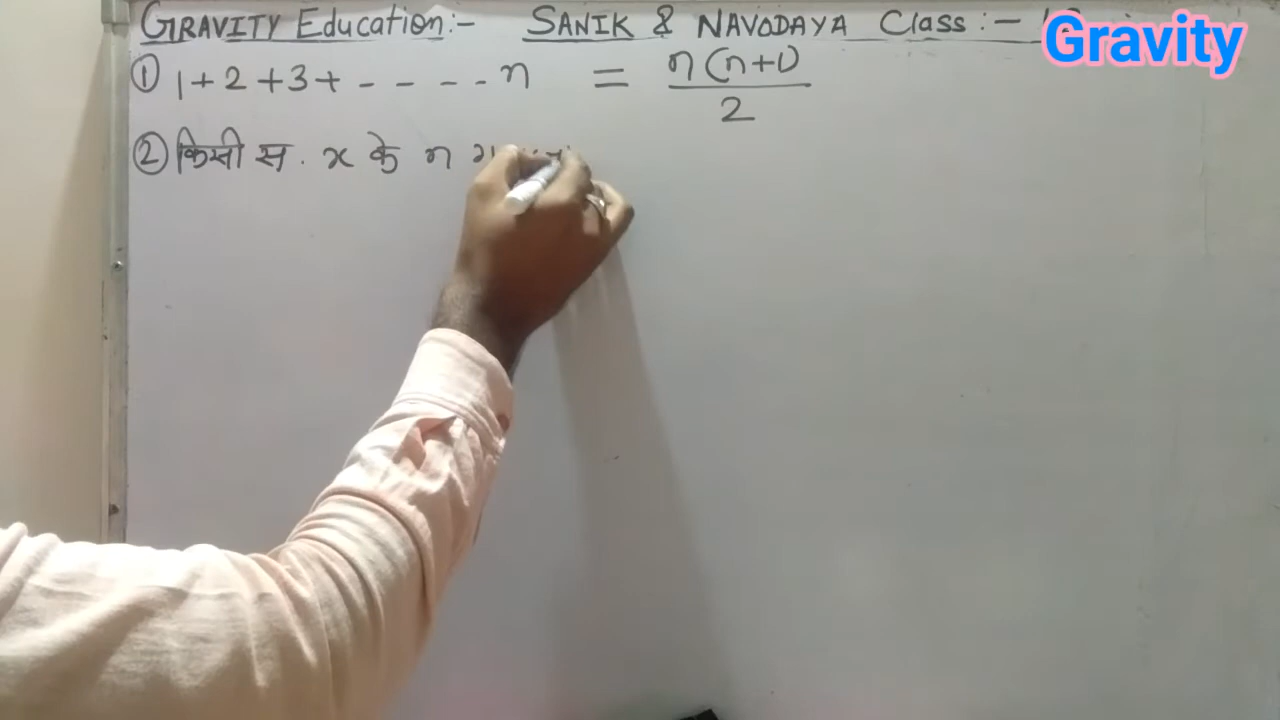 GRAVITY Education:- SANIK & NAVODAYA Class:-
Gravity
① 1+2+3+ - - - - n = n(n+1)/2
② किसी स. x के n